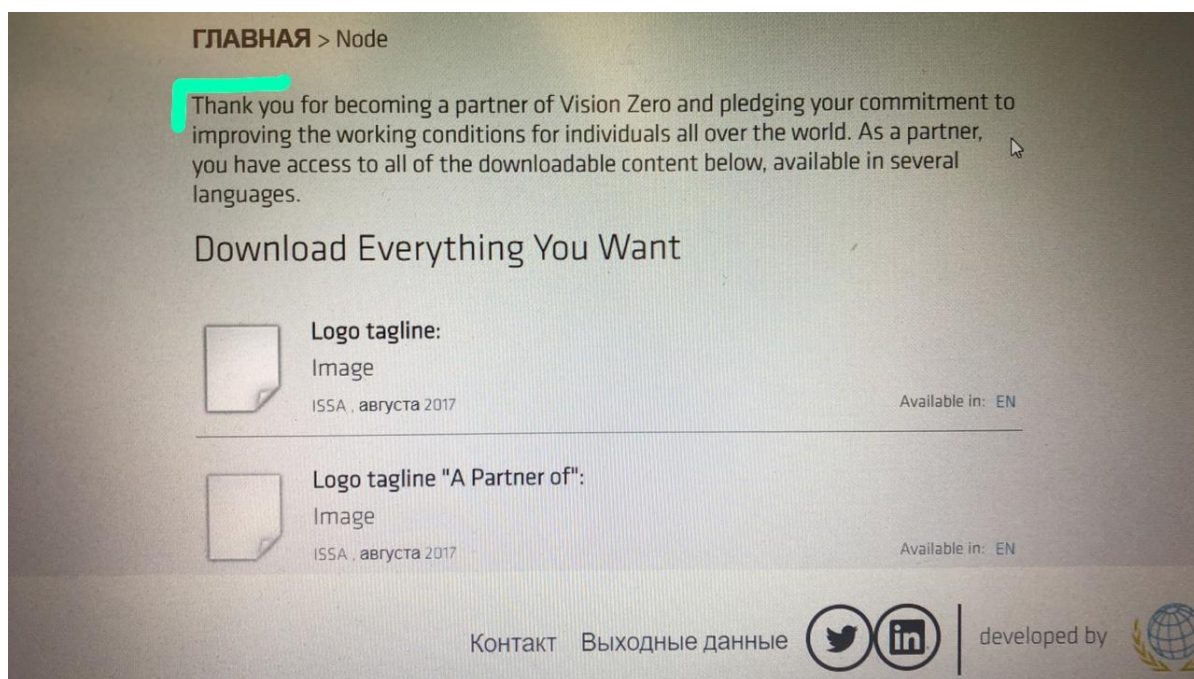 ГЛАВНАЯ > Node
Thank you for becoming a partner of Vision Zero and pledging your commitment to
improving the working conditions for individuals all over the world. As a partner,
you have access to all of the downloadable content below, available in several
languages.
Download Everything You Want
Logo tagline:
Image
ISSA , августа 2017
Available in: EN
Logo tagline "A Partner of":
Image
ISSA , августа 2017
Available in: EN
Контакт Выходные данные in developed by